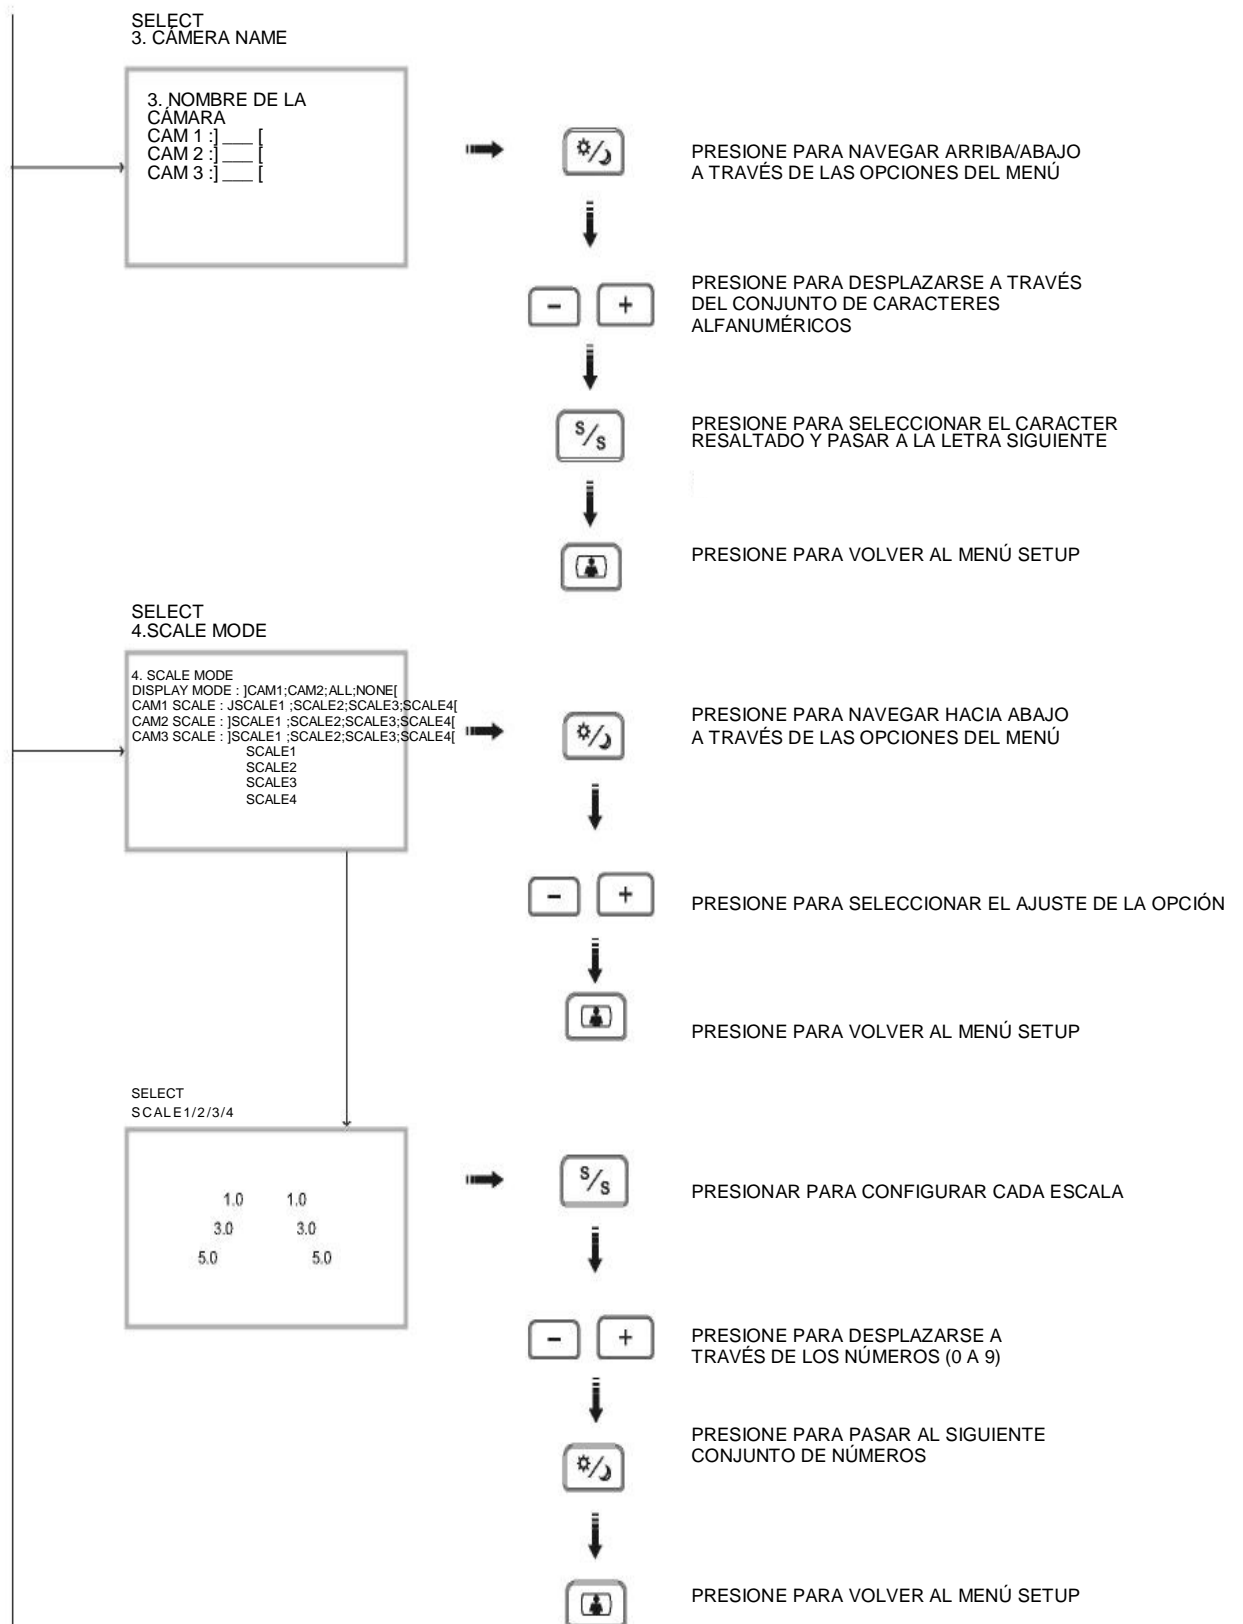 SELECT
3. CÁMERA NAME
3. NOMBRE DE LA
CÁMARA
CAM 1 :] ___ [
CAM 2 :] ___ [
CAM 3 :] ___ [
PRESIONE PARA NAVEGAR ARRIBA/ABAJO
A TRAVÉS DE LAS OPCIONES DEL MENÚ
- +
PRESIONE PARA DESPLAZARSE A TRAVÉS
DEL CONJUNTO DE CARACTERES
ALFANUMÉRICOS
S/S
PRESIONE PARA SELECCIONAR EL CARACTER
RESALTADO Y PASAR A LA LETRA SIGUIENTE
PRESIONE PARA VOLVER AL MENÚ SETUP
SELECT
4.SCALE MODE
4. SCALE MODE
DISPLAY MODE : ]CAM1;CAM2;ALL;NONE[
CAM1 SCALE : JSCALE1 ;SCALE2;SCALE3;SCALE4[
CAM2 SCALE : ]SCALE1 ;SCALE2;SCALE3;SCALE4[
CAM3 SCALE : ]SCALE1 ;SCALE2;SCALE3;SCALE4[
SCALE1
SCALE2
SCALE3
SCALE4
PRESIONE PARA NAVEGAR HACIA ABAJO
A TRAVÉS DE LAS OPCIONES DEL MENÚ
- +
PRESIONE PARA SELECCIONAR EL AJUSTE DE LA OPCIÓN
PRESIONE PARA VOLVER AL MENÚ SETUP
SELECT
SCALE1/2/3/4
1.0 1.0
3.0 3.0
5.0 5.0
S/S
PRESIONAR PARA CONFIGURAR CADA ESCALA
- +
PRESIONE PARA DESPLAZARSE A
TRAVÉS DE LOS NÚMEROS (0 A 9)
PRESIONE PARA PASAR AL SIGUIENTE
CONJUNTO DE NÚMEROS
PRESIONE PARA VOLVER AL MENÚ SETUP